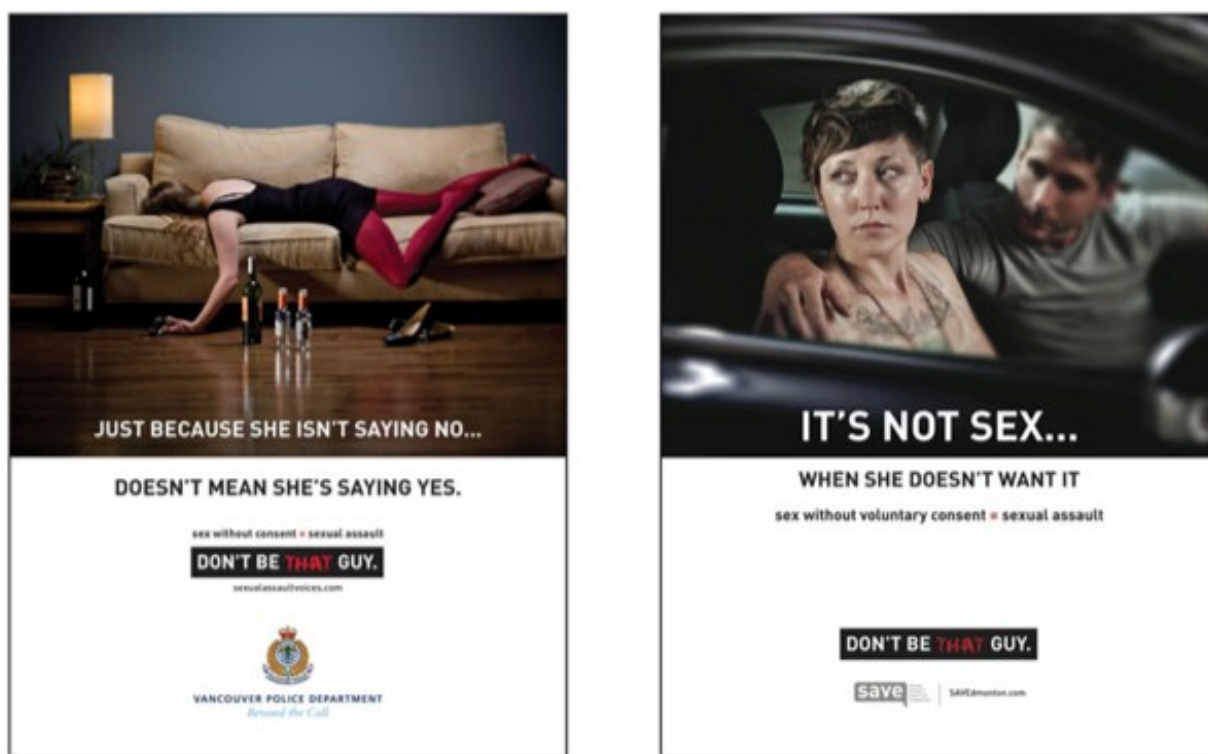 JUST BECAUSE SHE ISN'T SAYING NO...
DOESN'T MEAN SHE'S SAYING YES.
sex without consent = sexual assault
DON'T BE THAT GUY.
sexualassaultvoices.com
VANCOUVER POLICE DEPARTMENT
Beyond the Call
IT'S NOT SEX...
WHEN SHE DOESN'T WANT IT
sex without voluntary consent = sexual assault
DON'T BE THAT GUY.
save
SAVEdmonton.com